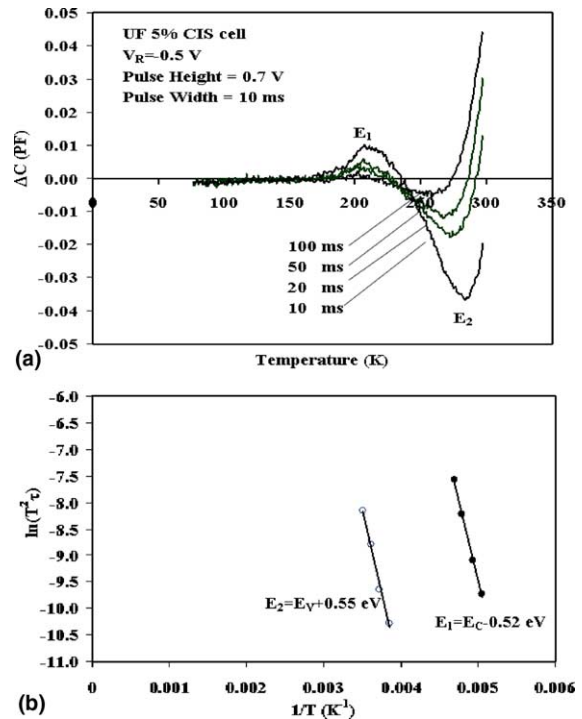 0.05
0.04
0.03
0.02
0.01
0.00
-0.01
-0.02
-0.03
-0.04
0.05
ΔC (PF)
UF 5% CIS cell
V_R=-0.5 V
Pulse Height = 0.7 V
Pulse Width = 10 ms
E₁
0 50 100 150 200 250 300 350
100 ms
50 ms
20 ms
10 ms
E₂
(a)
Temperature (K)
-6.0
-6.5
-7.0
-7.5
-8.0
-8.5
-9.0
-9.5
-10.0
-10.5
-11.0
ln(T²τ)
E₂=E_V+0.55 eV
E₁=E_C-0.52 eV
0 0.001 0.002 0.003 0.004 0.005 0.006
(b)
1/T (K⁻¹)